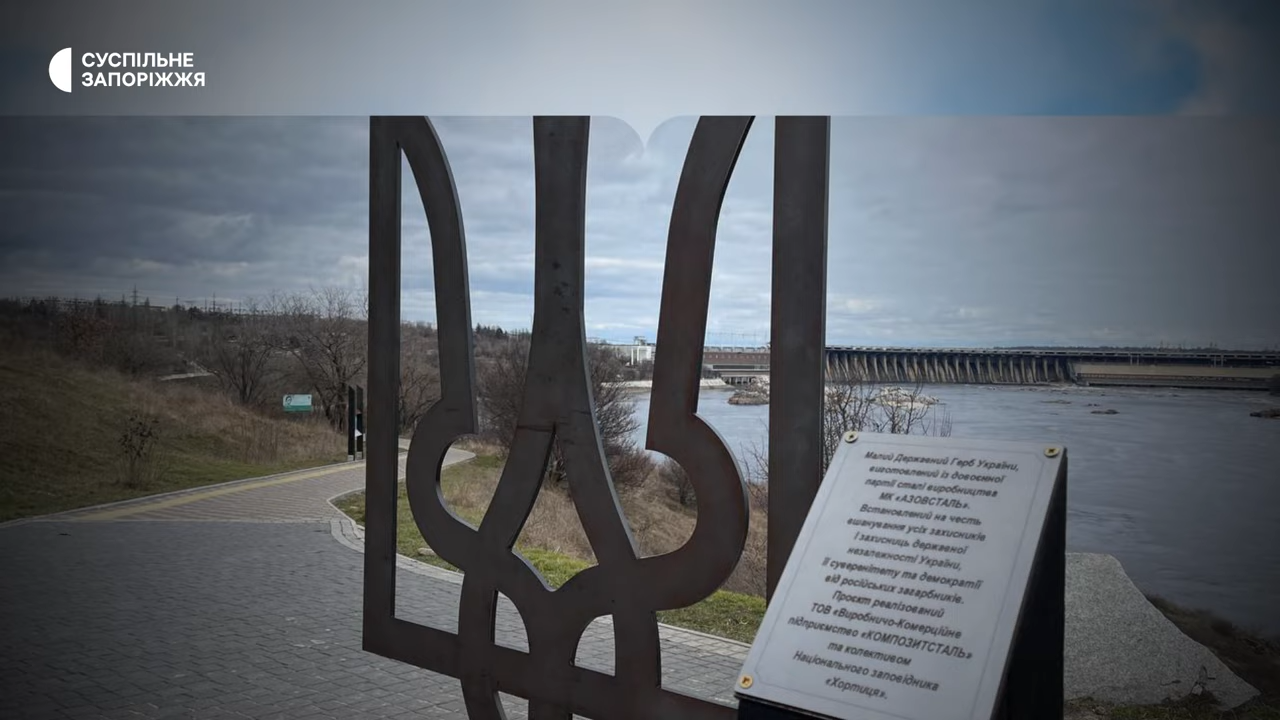 СУСПІЛЬНЕ
ЗАПОРІЖЖЯ
Малий Державний Герб України,
виготовлений із довоєнної
партії сталі виробництва
МК «АЗОВСТАЛЬ».
Встановлений на честь
вшанування усіх захисників
і захисниць державної
незалежності України,
її суверенітету та демократії
від російських загарбників.
Проєкт реалізований
ТОВ «Виробничо-Комерційне
підприємство «КОМПОЗИТСТАЛЬ»
та колективом
Національного заповідника
«Хортиця».